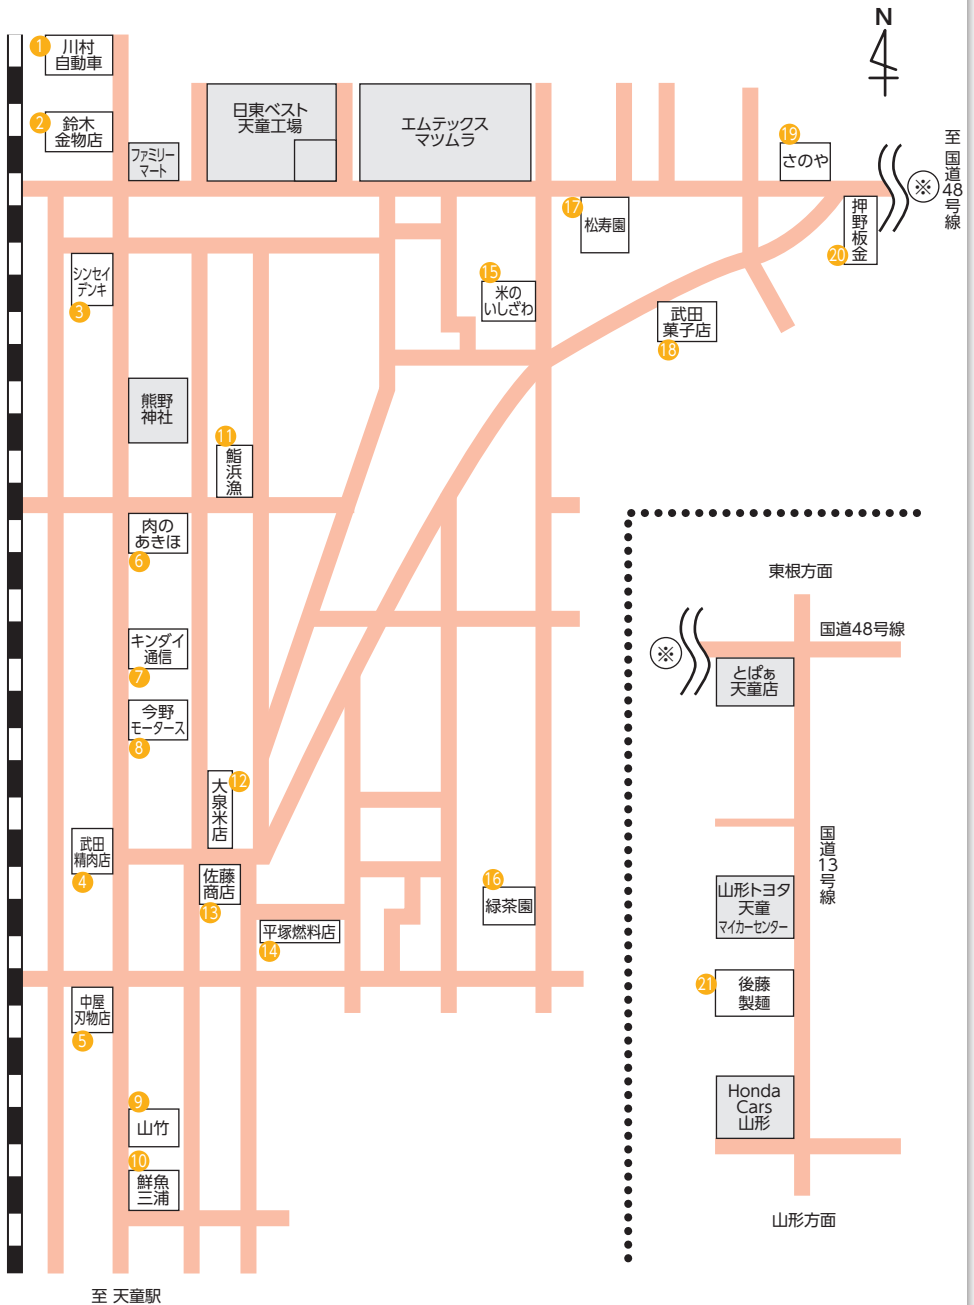 N
1
川村
自動車
2
鈴木
金物店
ファミリー
マート
日東ベスト
天童工場
エムテックス
マツムラ
19
さのや
至 国道48号線
※
17
松寿園
押野板金
20
シンセイ
デンキ
3
15
米の
いしざわ
武田
菓子店
18
熊野
神社
11
鮨浜漁
肉の
あきほ
6
キンダイ
通信
7
今野
モータース
8
大泉米店
12
武田
精肉店
4
佐藤
商店
13
16
緑茶園
平塚燃料店
14
中屋
刃物店
5
9
山竹
10
鮮魚
三浦
至 天童駅
東根方面
国道48号線
※
とぱぁ
天童店
国道13号線
山形トヨタ
天童
マイカーセンター
21
後藤
製麺
Honda
Cars
山形
山形方面